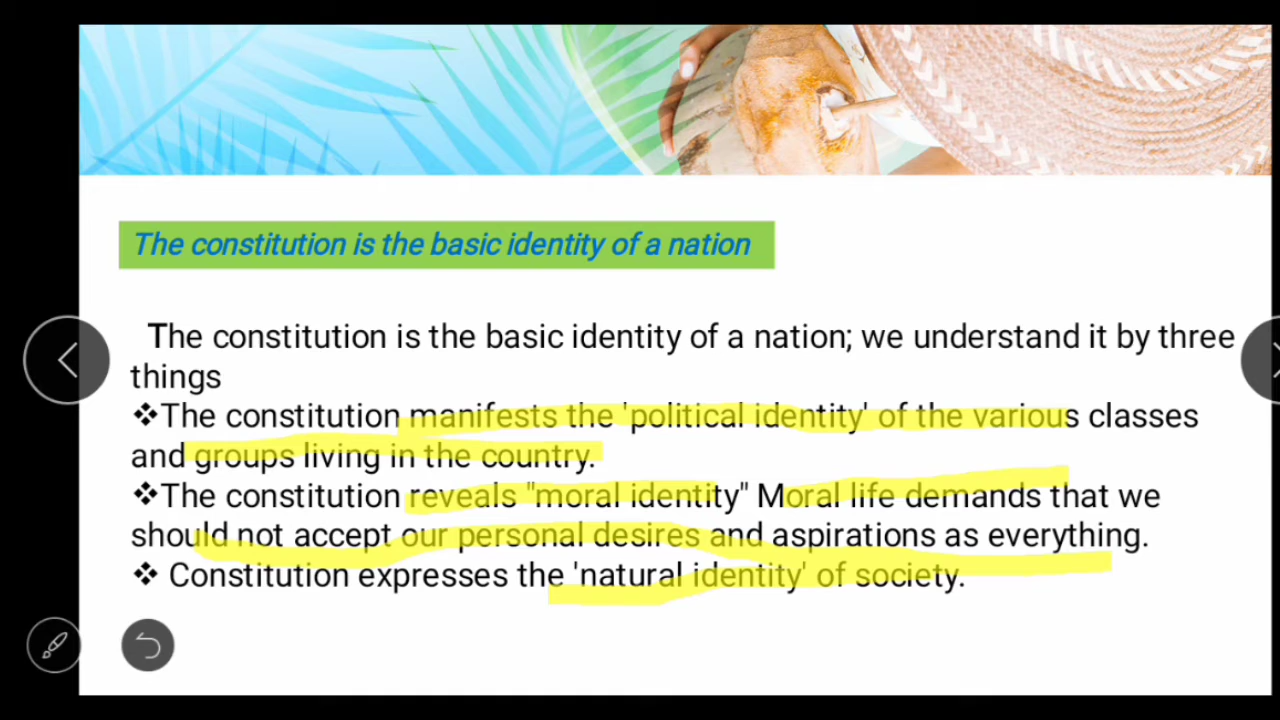 The constitution is the basic identity of a nation
The constitution is the basic identity of a nation; we understand it by three
things
❖The constitution manifests the 'political identity' of the various classes
and groups living in the country.
❖The constitution reveals "moral identity" Moral life demands that we
should not accept our personal desires and aspirations as everything.
❖ Constitution expresses the 'natural identity' of society.